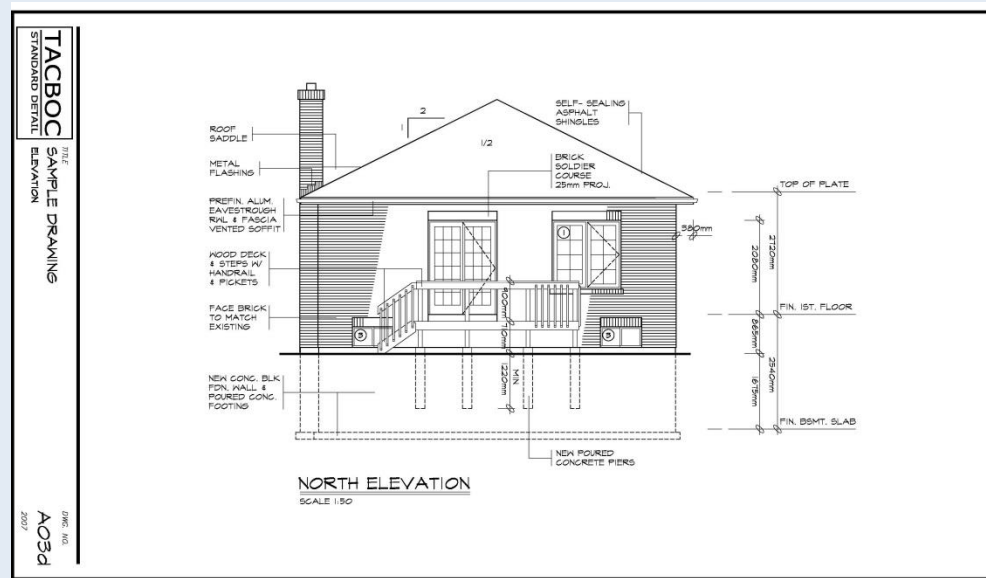 TACBOC
STANDARD DETAIL
TITLE
SAMPLE DRAWING
ELEVATION
DWG. NO.
A03d
2007
ROOF
SADDLE
METAL
FLASHING
PREFIN. ALUM.
EAVESTROUGH
RWL & FASCIA
VENTED SOFFIT
WOOD DECK
& STEPS W/
HANDRAIL
& PICKETS
FACE BRICK
TO MATCH
EXISTING
NEW CONC. BLK
FDN. WALL &
POURED CONC.
FOOTING
2
1
1/2
SELF- SEALING
ASPHALT
SHINGLES
BRICK
SOLDIER
COURSE
25mm PROJ.
1
900mm
710mm
1220mm
MIN
NEW POURED
CONCRETE PIERS
TOP OF PLATE
380mm
2080mm
2720mm
FIN. 1ST. FLOOR
865mm
2540mm
1675mm
FIN. BSMT. SLAB
NORTH ELEVATION
SCALE 1:50